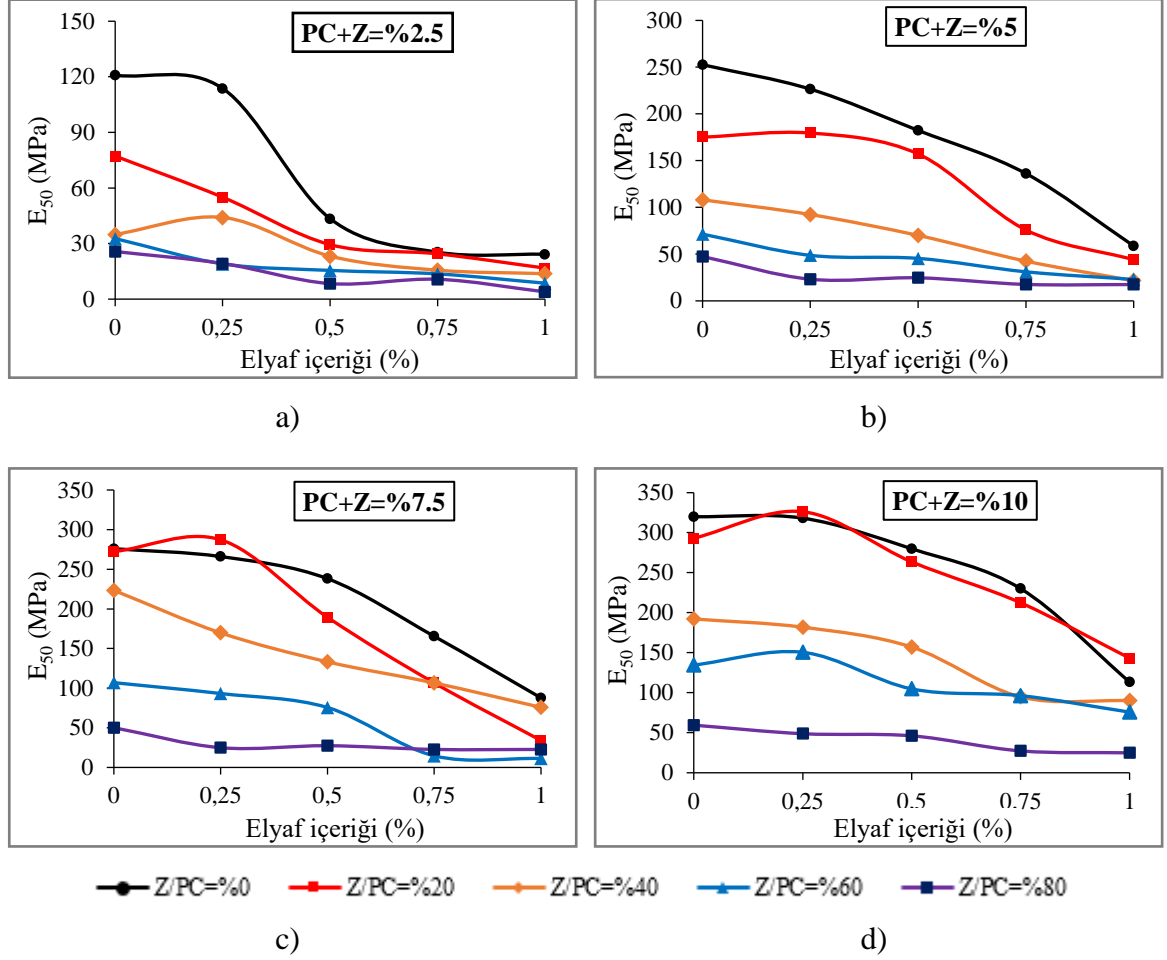 PC+Z=%2.5
E50 (MPa)
150
120
90
60
30
0
0 0,25 0,5 0,75 1
Elyaf içeriği (%)
a)
PC+Z=%5
E50 (MPa)
300
250
200
150
100
50
0
0 0,25 0,5 0,75 1
Elyaf içeriği (%)
b)
PC+Z=%7.5
E50 (MPa)
350
300
250
200
150
100
50
0
0 0,25 0,5 0,75 1
Elyaf içeriği (%)
PC+Z=%10
E50 (MPa)
350
300
250
200
150
100
50
0
0 0,25 0,5 0,75 1
Elyaf içeriği (%)
Z/PC=%0 Z/PC=%20 Z/PC=%40 Z/PC=%60 Z/PC=%80
c)
d)